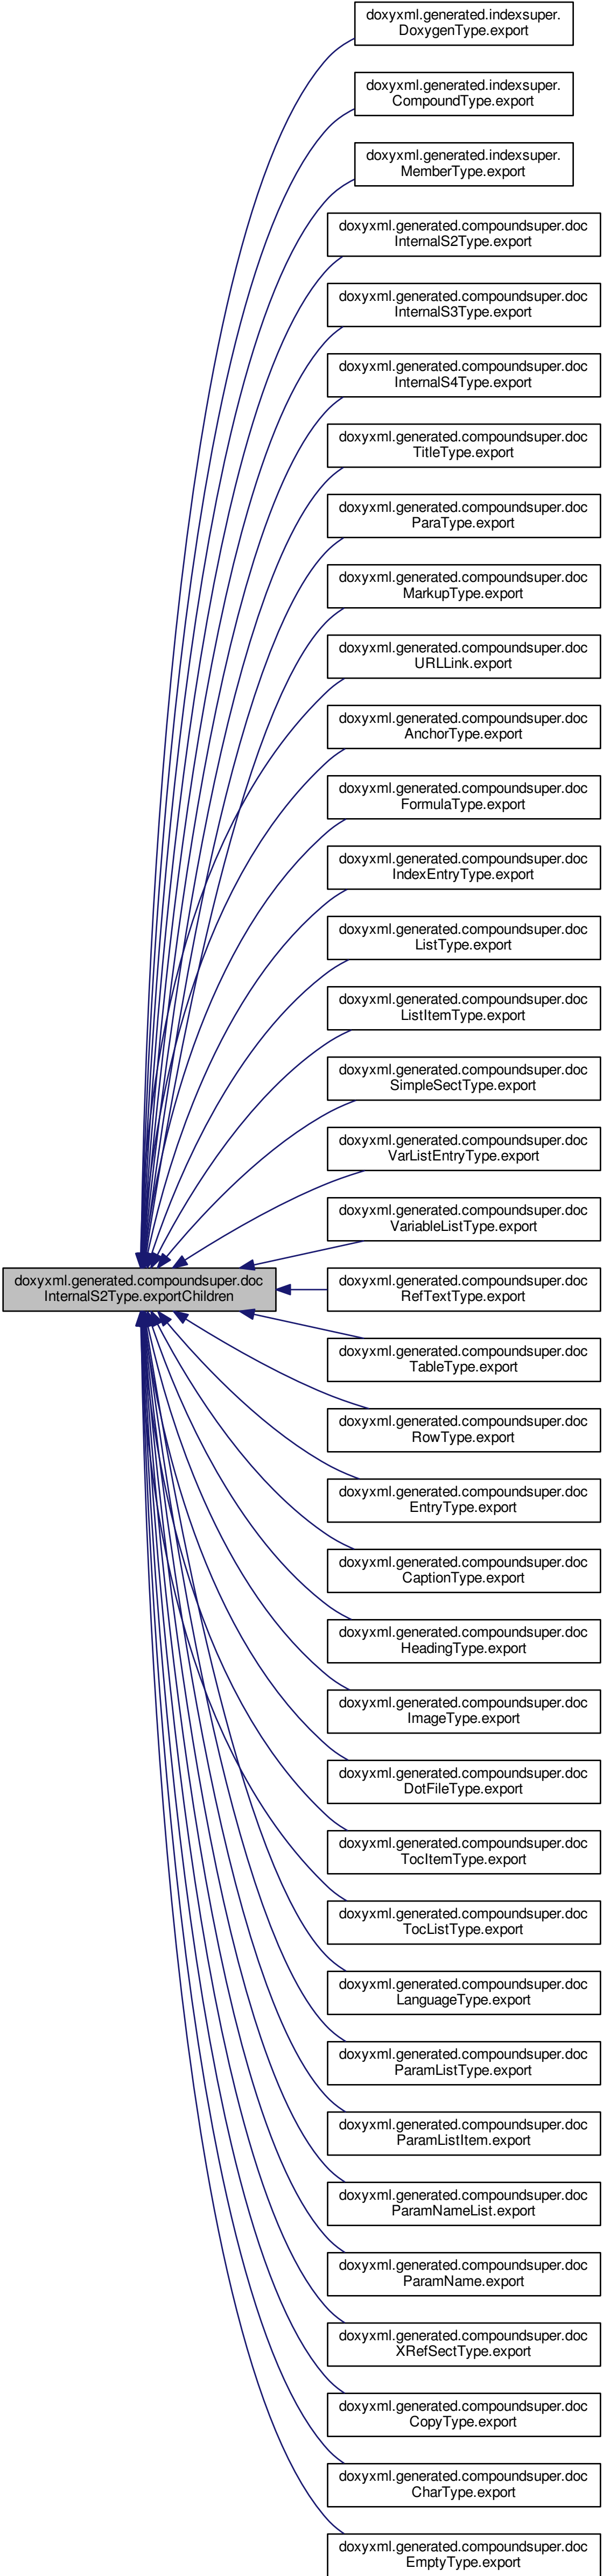 doxyxml.generated.indexsuper.
DoxygenType.export
doxyxml.generated.indexsuper.
CompoundType.export
doxyxml.generated.indexsuper.
MemberType.export
doxyxml.generated.compoundsuper.doc
InternalS2Type.export
doxyxml.generated.compoundsuper.doc
InternalS3Type.export
doxyxml.generated.compoundsuper.doc
InternalS4Type.export
doxyxml.generated.compoundsuper.doc
TitleType.export
doxyxml.generated.compoundsuper.doc
ParaType.export
doxyxml.generated.compoundsuper.doc
MarkupType.export
doxyxml.generated.compoundsuper.doc
URLLink.export
doxyxml.generated.compoundsuper.doc
AnchorType.export
doxyxml.generated.compoundsuper.doc
FormulaType.export
doxyxml.generated.compoundsuper.doc
IndexEntryType.export
doxyxml.generated.compoundsuper.doc
ListType.export
doxyxml.generated.compoundsuper.doc
ListItemType.export
doxyxml.generated.compoundsuper.doc
SimpleSectType.export
doxyxml.generated.compoundsuper.doc
VarListEntryType.export
doxyxml.generated.compoundsuper.doc
VariableListType.export
doxyxml.generated.compoundsuper.doc
InternalS2Type.exportChildren
doxyxml.generated.compoundsuper.doc
RefTextType.export
doxyxml.generated.compoundsuper.doc
TableType.export
doxyxml.generated.compoundsuper.doc
RowType.export
doxyxml.generated.compoundsuper.doc
EntryType.export
doxyxml.generated.compoundsuper.doc
CaptionType.export
doxyxml.generated.compoundsuper.doc
HeadingType.export
doxyxml.generated.compoundsuper.doc
ImageType.export
doxyxml.generated.compoundsuper.doc
DotFileType.export
doxyxml.generated.compoundsuper.doc
TocItemType.export
doxyxml.generated.compoundsuper.doc
TocListType.export
doxyxml.generated.compoundsuper.doc
LanguageType.export
doxyxml.generated.compoundsuper.doc
ParamListType.export
doxyxml.generated.compoundsuper.doc
ParamListItem.export
doxyxml.generated.compoundsuper.doc
ParamNameList.export
doxyxml.generated.compoundsuper.doc
ParamName.export
doxyxml.generated.compoundsuper.doc
XRefSectType.export
doxyxml.generated.compoundsuper.doc
CopyType.export
doxyxml.generated.compoundsuper.doc
CharType.export
doxyxml.generated.compoundsuper.doc
EmptyType.export